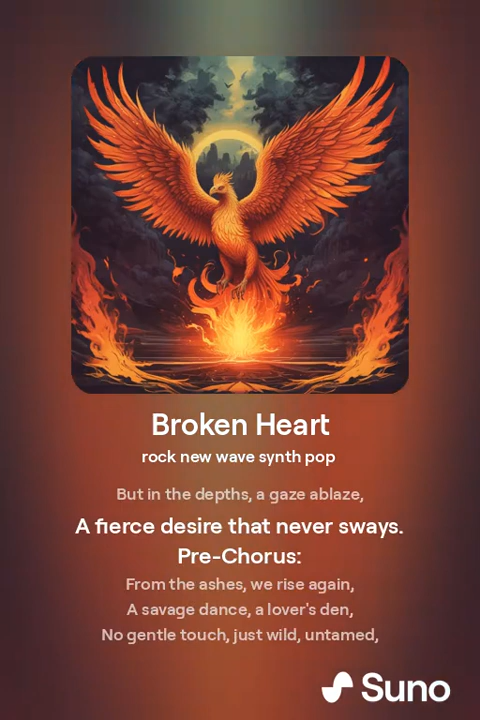 Broken Heart
rock new wave synth pop
But in the depths, a gaze ablaze,
A fierce desire that never sways.
Pre-Chorus:
From the ashes, we rise again,
A savage dance, a lover's den,
No gentle touch, just wild, untamed,
Suno